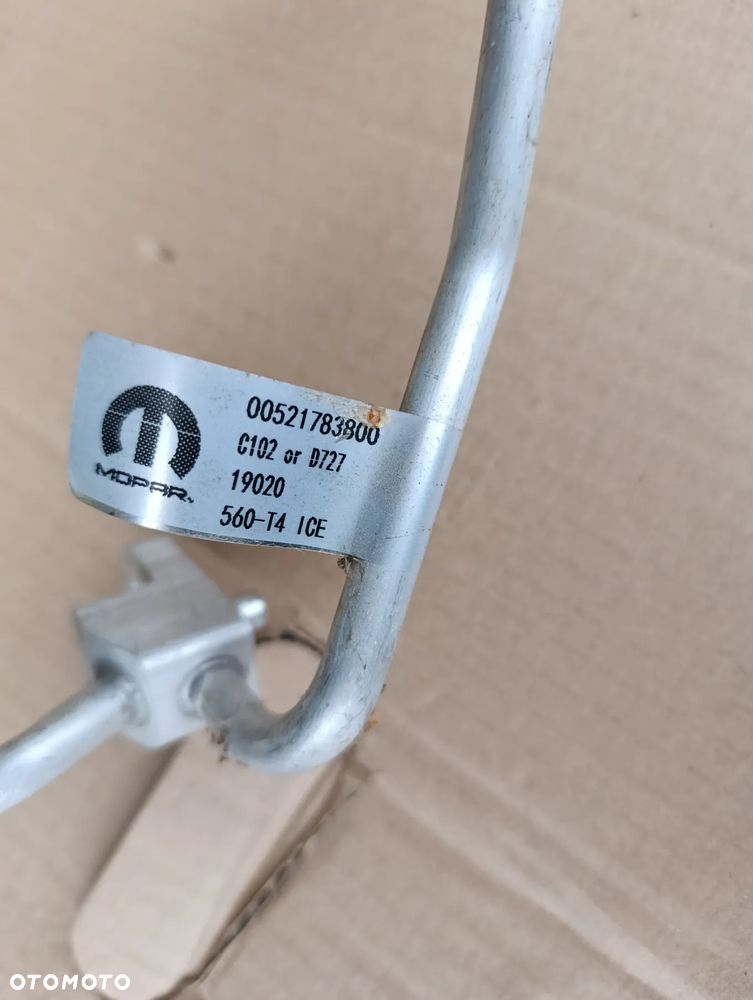 00521783800
C102 or D727
19020
560-T4 ICE
MOPAR
OTOMOTO